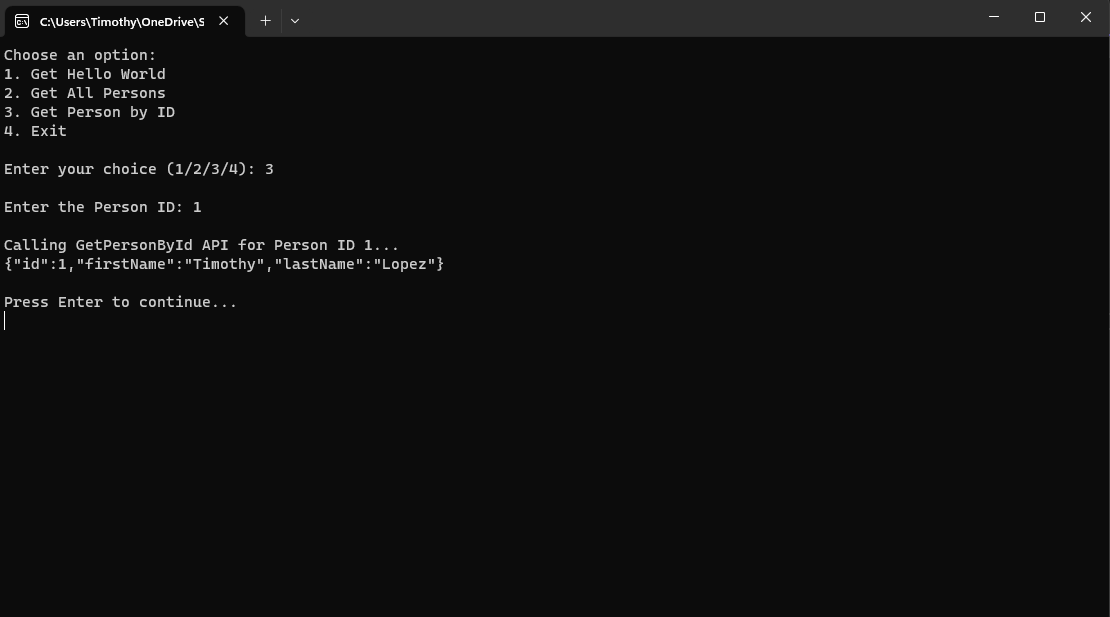 C:\Users\Timothy\OneDrive\S
Choose an option:
1. Get Hello World
2. Get All Persons
3. Get Person by ID
4. Exit
Enter your choice (1/2/3/4): 3
Enter the Person ID: 1
Calling GetPersonById API for Person ID 1...
{"id":1,"firstName":"Timothy","lastName":"Lopez"}
Press Enter to continue...